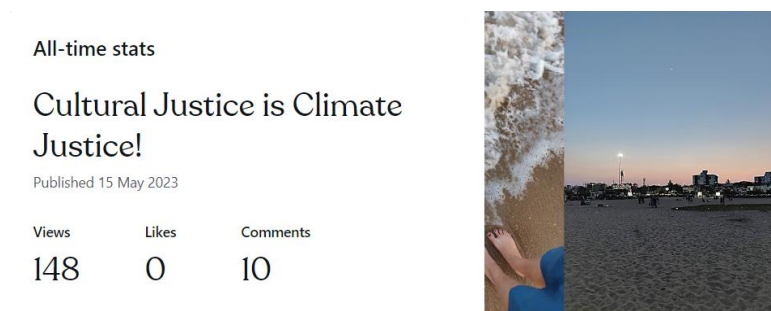 All-time stats
Cultural Justice is Climate
Justice!
Published 15 May 2023
Views Likes Comments
148 0 10